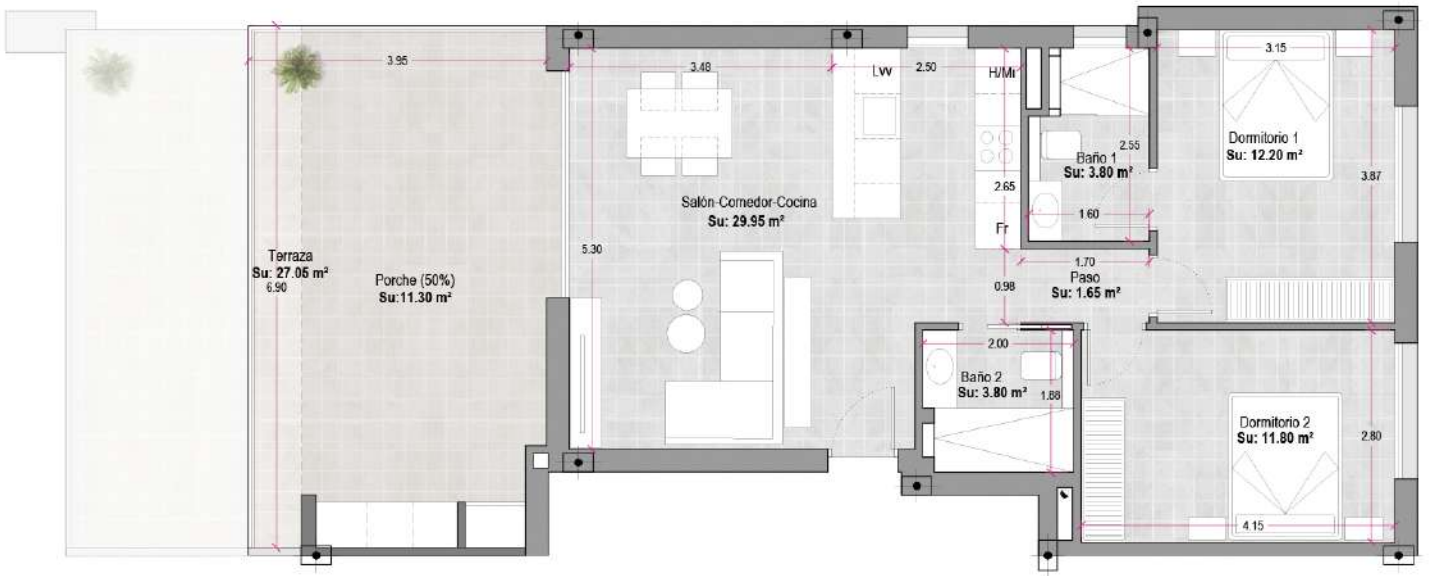 3.95
3.48
Lvv
2.50
H/Mi
3.15
Dormitorio 1
Su: 12.20 m²
2.55
Baño 1
Su: 3.80 m²
3.87
2.65
Salón-Comedor-Cocina
Su: 29.95 m²
1.60
Fr
5.30
Terraza
Su: 27.05 m²
6.90
Porche (50%)
Su:11.30 m²
1.70
Paso
Su: 1.65 m²
0.98
2.00
Baño 2
Su: 3.80 m²
1.88
Dormitorio 2
Su: 11.80 m²
2.80
4.15